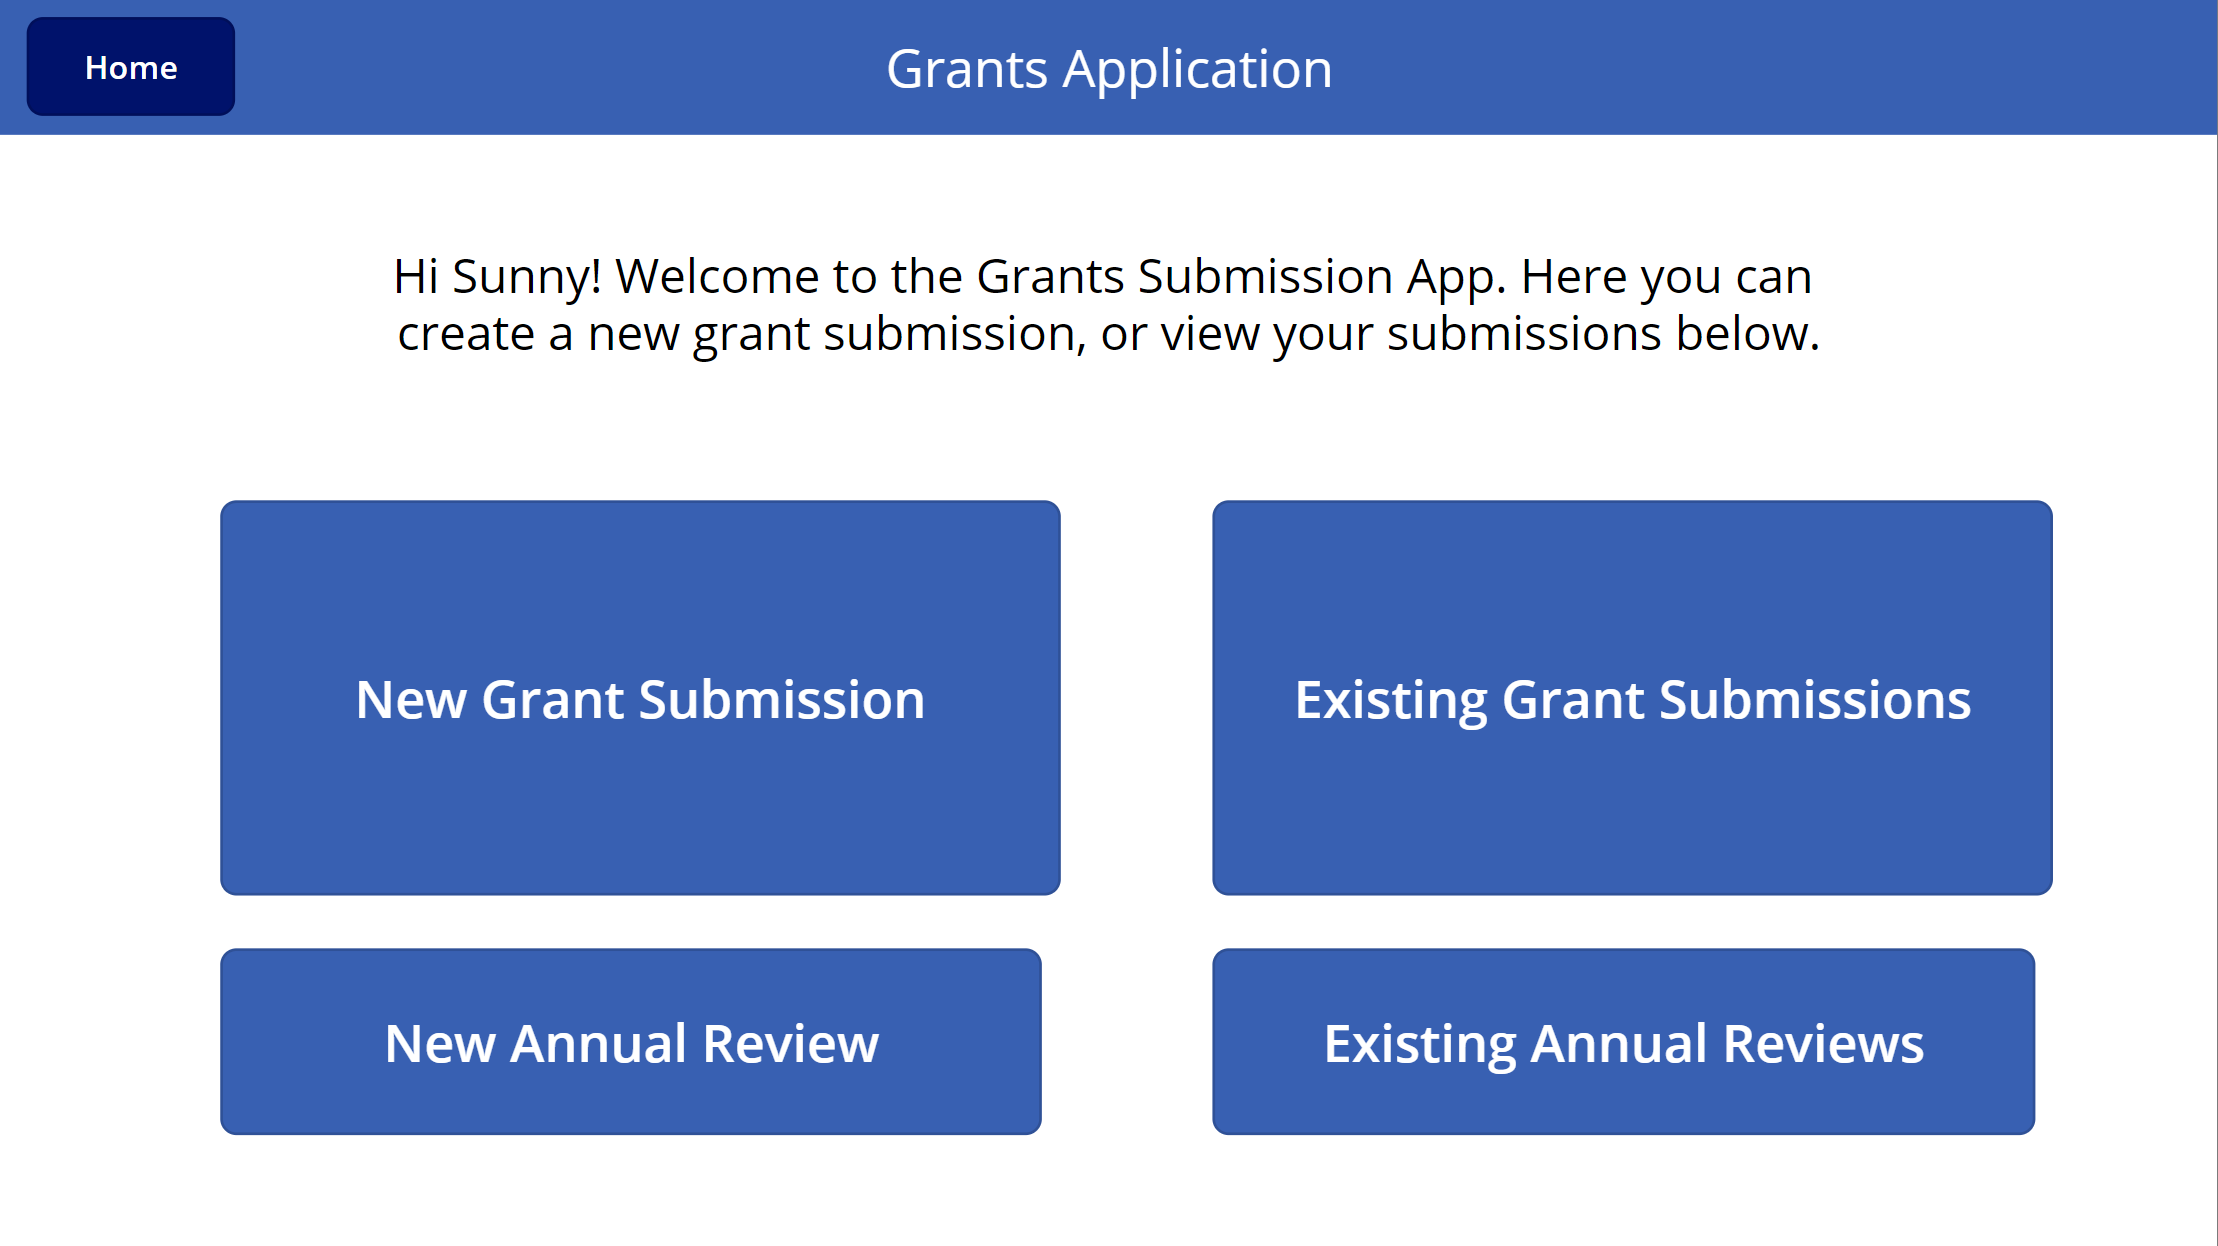 Home
Grants Application
Hi Sunny! Welcome to the Grants Submission App. Here you can
create a new grant submission, or view your submissions below.
New Grant Submission
Existing Grant Submissions
New Annual Review
Existing Annual Reviews